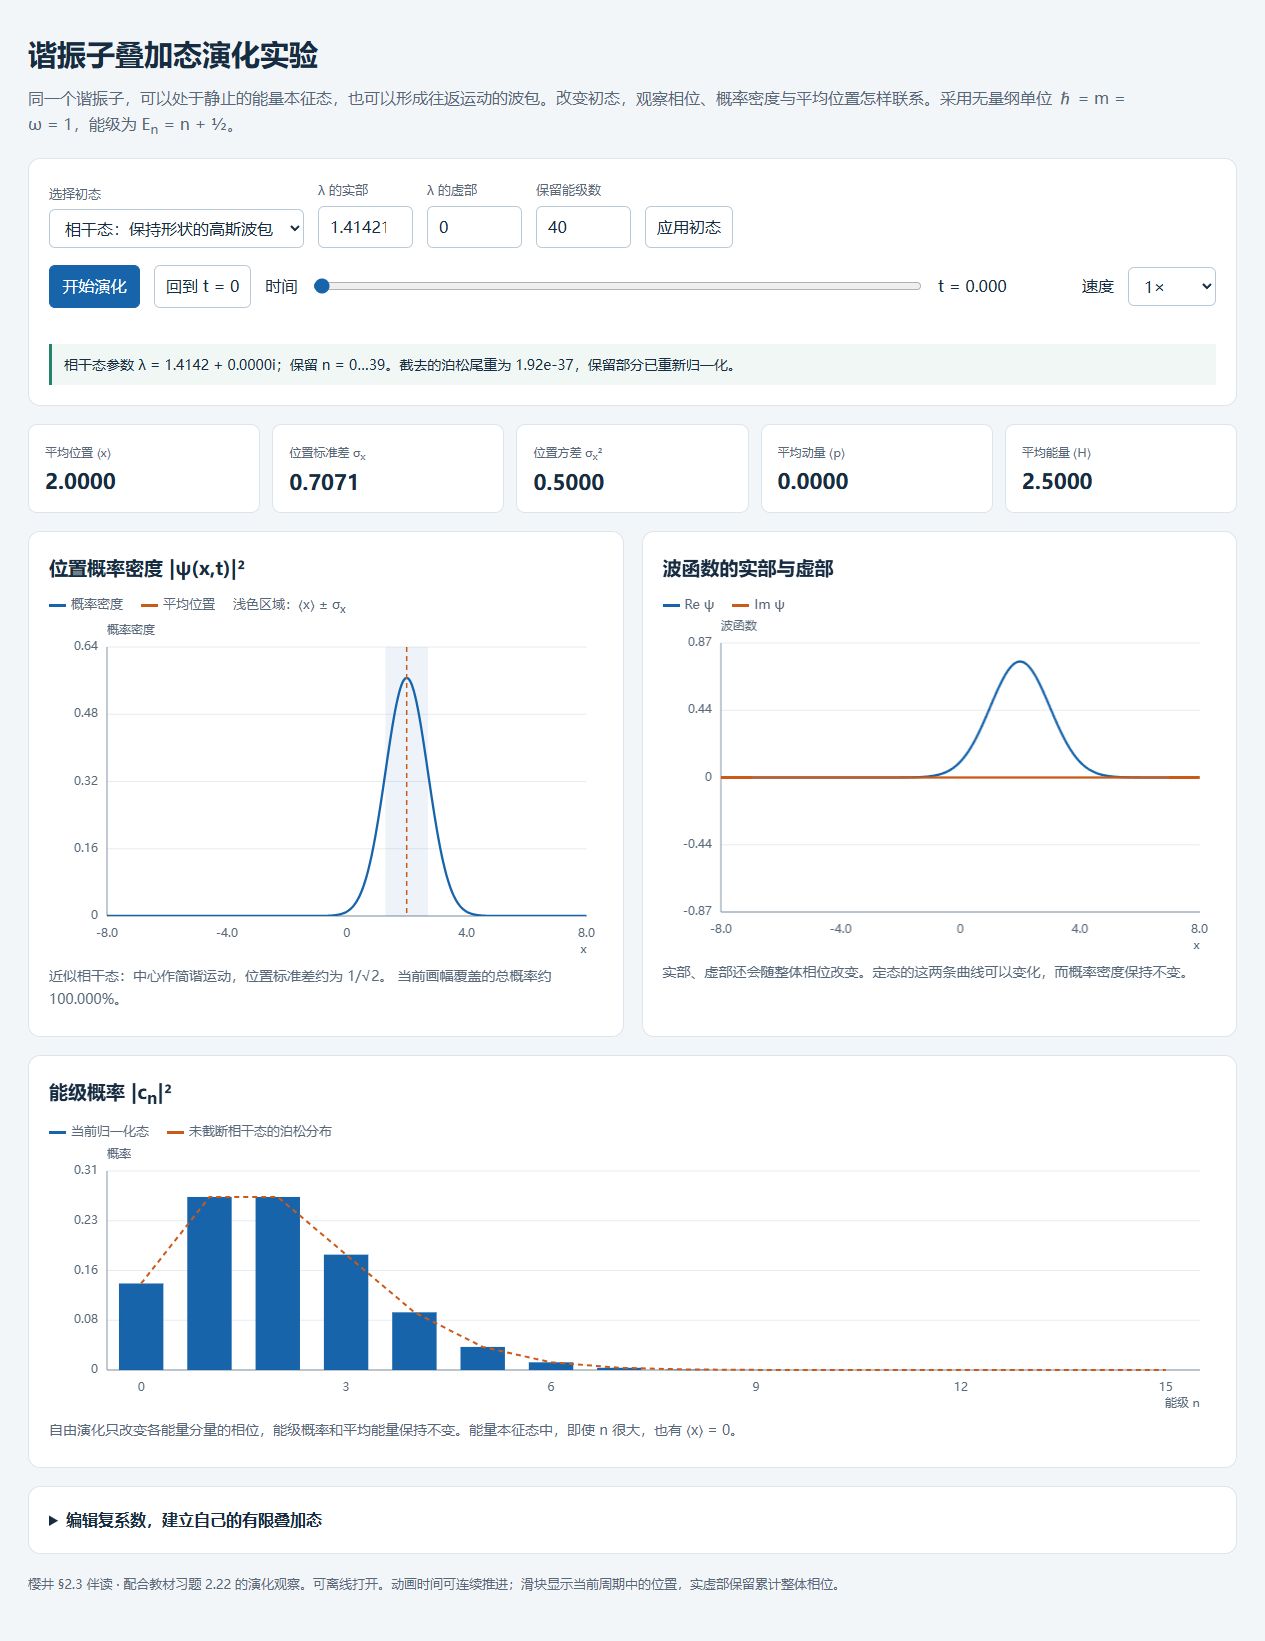 谐振子叠加态演化实验
同一个谐振子，可以处于静止的能量本征态，也可以形成往返运动的波包。改变初态，观察相位、概率密度与平均位置怎样联系。采用无量纲单位 ℏ = m =
ω = 1，能级为 Eₙ = n + ½。
选择初态
λ 的实部
λ 的虚部
保留能级数
相干态：保持形状的高斯波包
1.41421
0
40
应用初态
开始演化
回到 t = 0
时间
t = 0.000
速度
1×
相干态参数 λ = 1.4142 + 0.0000i；保留 n = 0…39。截去的泊松尾重为 1.92e-37，保留部分已重新归一化。
平均位置 ⟨x⟩
2.0000
位置标准差 σₓ
0.7071
位置方差 σₓ²
0.5000
平均动量 ⟨p⟩
0.0000
平均能量 ⟨H⟩
2.5000
位置概率密度 |ψ(x,t)|²
概率密度
平均位置
浅色区域：⟨x⟩ ± σₓ
概率密度
0.64
0.48
0.32
0.16
0
-8.0
-4.0
0
4.0
8.0
x
近似相干态：中心作简谐运动，位置标准差约为 1/√2。 当前画幅覆盖的总概率约
100.000%。
波函数的实部与虚部
Re ψ
Im ψ
波函数
0.87
0.44
0
-0.44
-0.87
-8.0
-4.0
0
4.0
8.0
x
实部、虚部还会随整体相位改变。定态的这两条曲线可以变化，而概率密度保持不变。
能级概率 |cₙ|²
当前归一化态
未截断相干态的泊松分布
概率
0.31
0.23
0.16
0.08
0
0
3
6
9
12
15
能级 n
自由演化只改变各能量分量的相位，能级概率和平均能量保持不变。能量本征态中，即使 n 很大，也有 ⟨x⟩ = 0。
▶ 编辑复系数，建立自己的有限叠加态
樱井 §2.3 伴读 · 配合教材习题 2.22 的演化观察。可离线打开。动画时间可连续推进；滑块显示当前周期中的位置，实虚部保留累计整体相位。